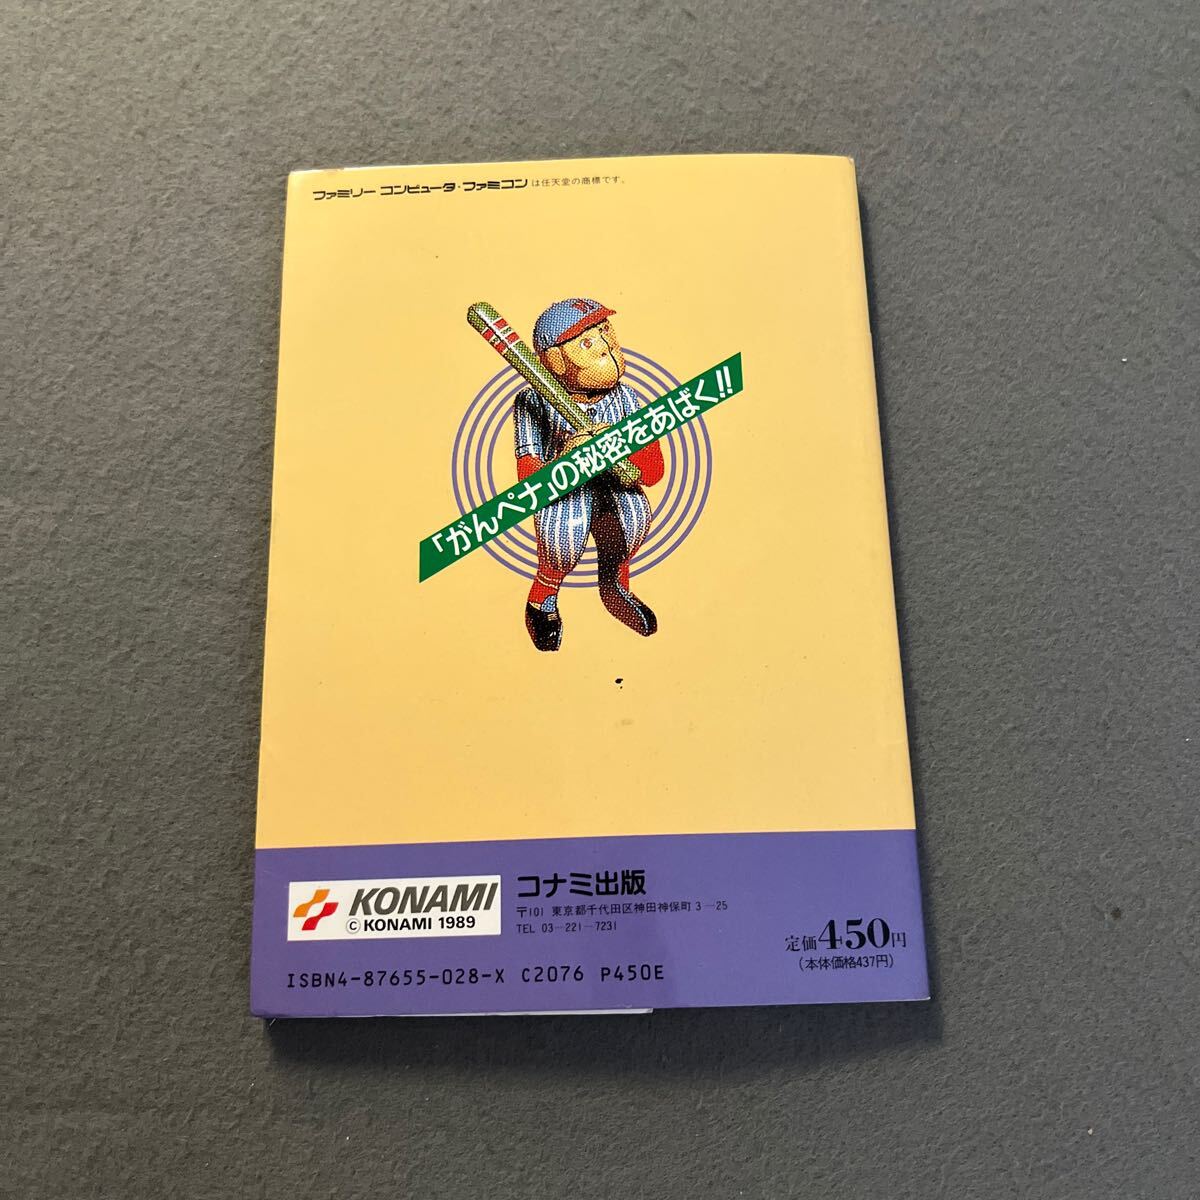 ファミリー コンピュータ・ファミコン は任天堂の商標です。
「がんペナ」の秘密をあばく!!
KONAMI
© KONAMI 1989
コナミ出版
〒101 東京都千代田区神田神保町3—25
TEL 03—221—7231
定価450円
(本体価格437円)
ISBN4-87655-028-X C2076 P450E